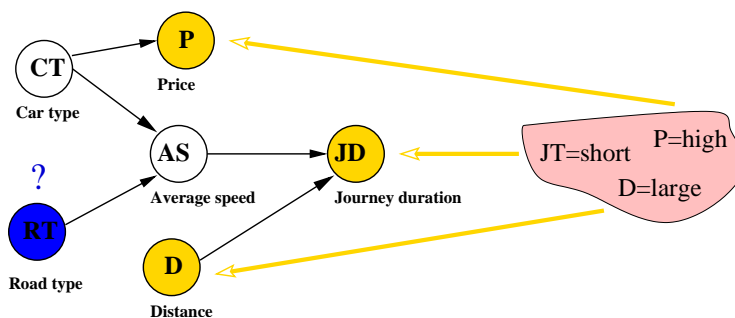 P
CT
Price
Car type
P=high
JT=short
AS
JD
D=large
?
Average speed
Journey duration
RT
D
Road type
Distance